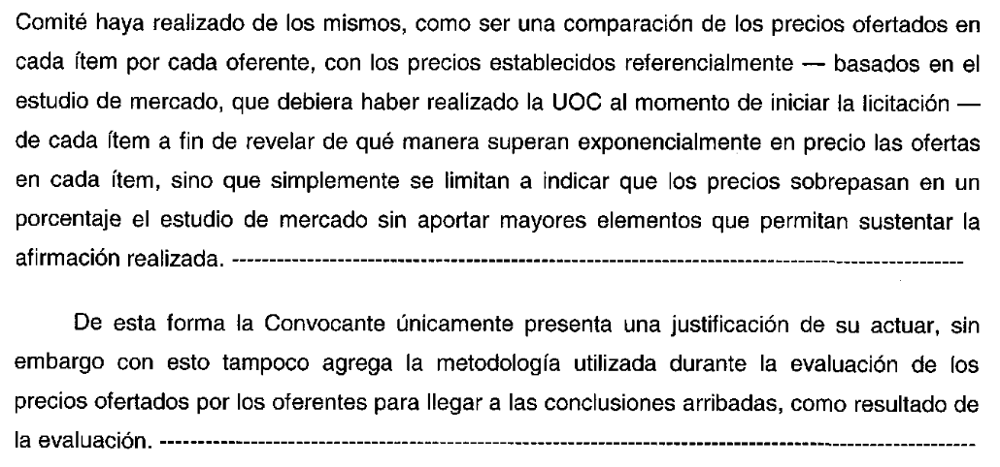 Comité haya realizado de los mismos, como ser una comparación de los precios ofertados en
cada ítem por cada oferente, con los precios establecidos referencialmente — basados en el
estudio de mercado, que debiera haber realizado la UOC al momento de iniciar la licitación —
de cada ítem a fin de revelar de qué manera superan exponencialmente en precio las ofertas
en cada ítem, sino que simplemente se limitan a indicar que los precios sobrepasan en un
porcentaje el estudio de mercado sin aportar mayores elementos que permitan sustentar la
afirmación realizada. ----------------------------------------------------------------------------------------------------
De esta forma la Convocante únicamente presenta una justificación de su actuar, sin
embargo con esto tampoco agrega la metodología utilizada durante la evaluación de los
precios ofertados por los oferentes para llegar a las conclusiones arribadas, como resultado de
la evaluación. ----------------------------------------------------------------------------------------------------------------